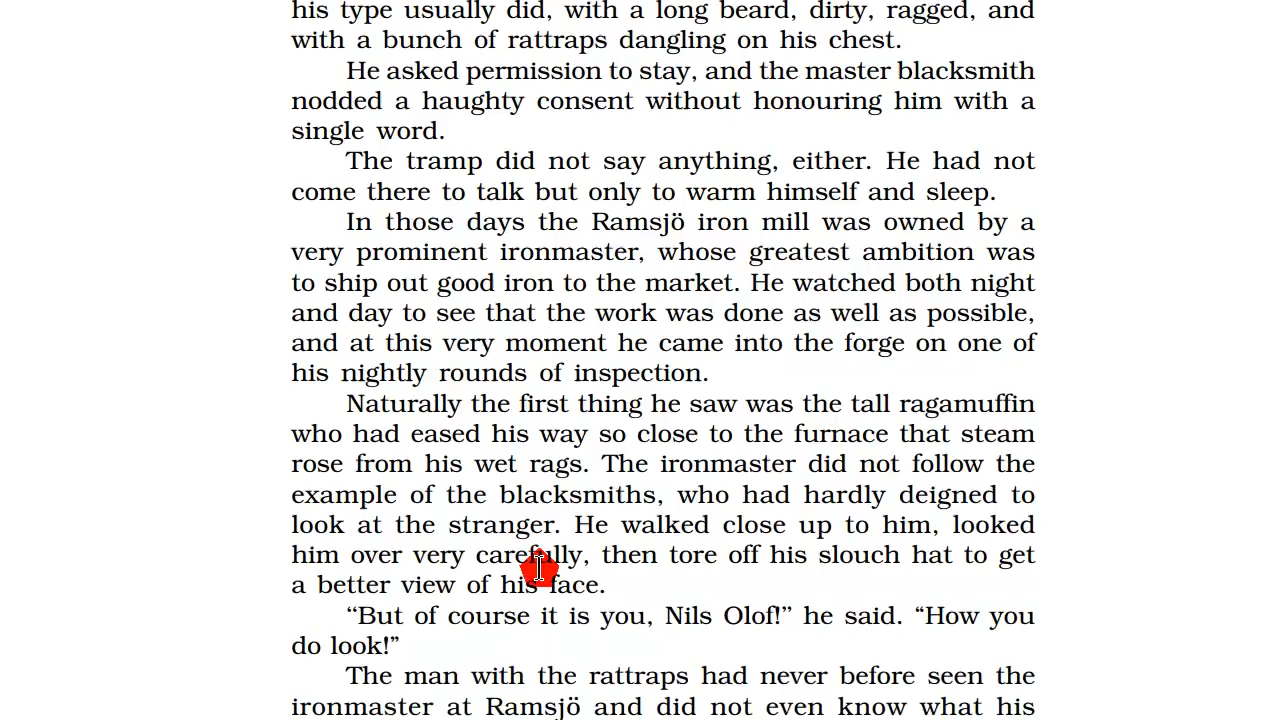 his type usually did, with a long beard, dirty, ragged, and
with a bunch of rattraps dangling on his chest.
He asked permission to stay, and the master blacksmith
nodded a haughty consent without honouring him with a
single word.
The tramp did not say anything, either. He had not
come there to talk but only to warm himself and sleep.
In those days the Ramsjö iron mill was owned by a
very prominent ironmaster, whose greatest ambition was
to ship out good iron to the market. He watched both night
and day to see that the work was done as well as possible,
and at this very moment he came into the forge on one of
his nightly rounds of inspection.
Naturally the first thing he saw was the tall ragamuffin
who had eased his way so close to the furnace that steam
rose from his wet rags. The ironmaster did not follow the
example of the blacksmiths, who had hardly deigned to
look at the stranger. He walked close up to him, looked
him over very carefully, then tore off his slouch hat to get
a better view of his face.
“But of course it is you, Nils Olof!” he said. “How you
do look!”
The man with the rattraps had never before seen the
ironmaster at Ramsjö and did not even know what his